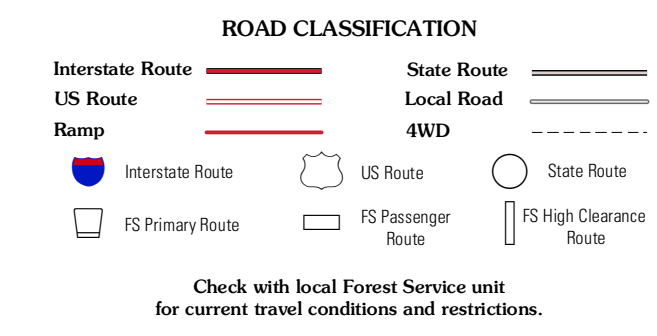 ROAD CLASSIFICATION
Interstate Route
State Route
US Route
Local Road
Ramp
4WD
Interstate Route
US Route
State Route
FS Primary Route
FS Passenger
Route
FS High Clearance
Route
Check with local Forest Service unit
for current travel conditions and restrictions.